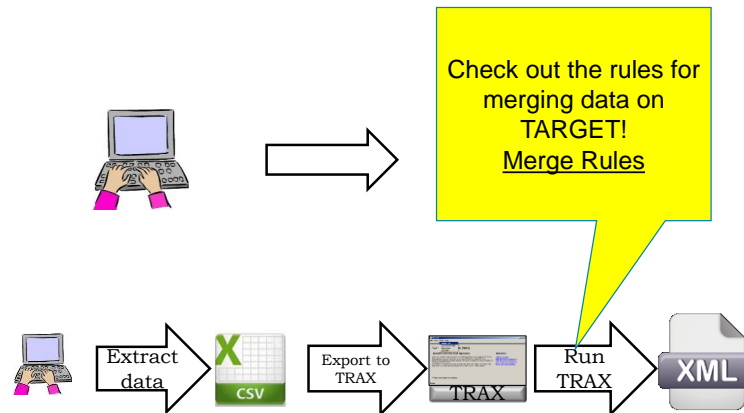 Check out the rules for
merging data on
TARGET!
Merge Rules
Extract
data
X
CSV
Export to
TRAX
TRAX
Run
TRAX
XML